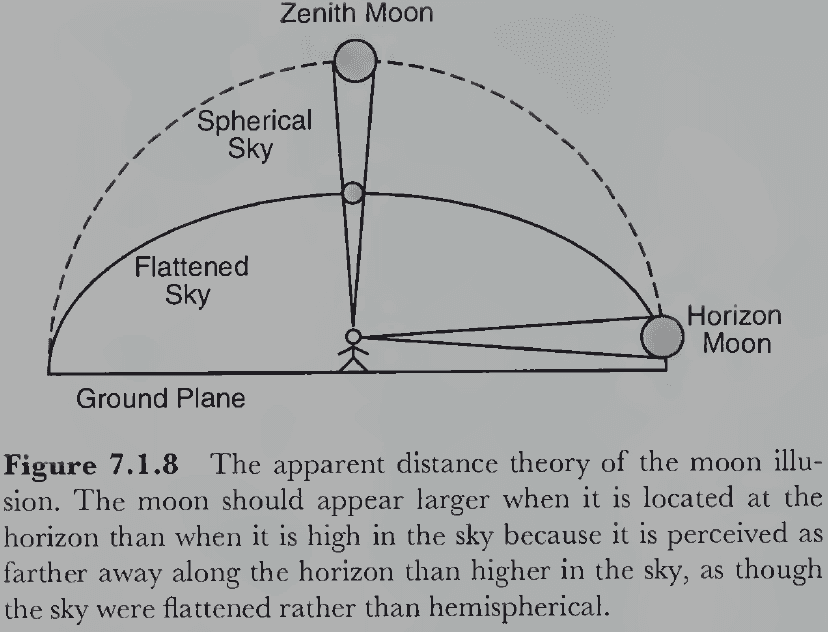 Zenith Moon
Spherical
Sky
Flattened
Sky
Horizon
Moon
Ground Plane
Figure 7.1.8 The apparent distance theory of the moon illu-
sion. The moon should appear larger when it is located at the
horizon than when it is high in the sky because it is perceived as
farther away along the horizon than higher in the sky, as though
the sky were flattened rather than hemispherical.